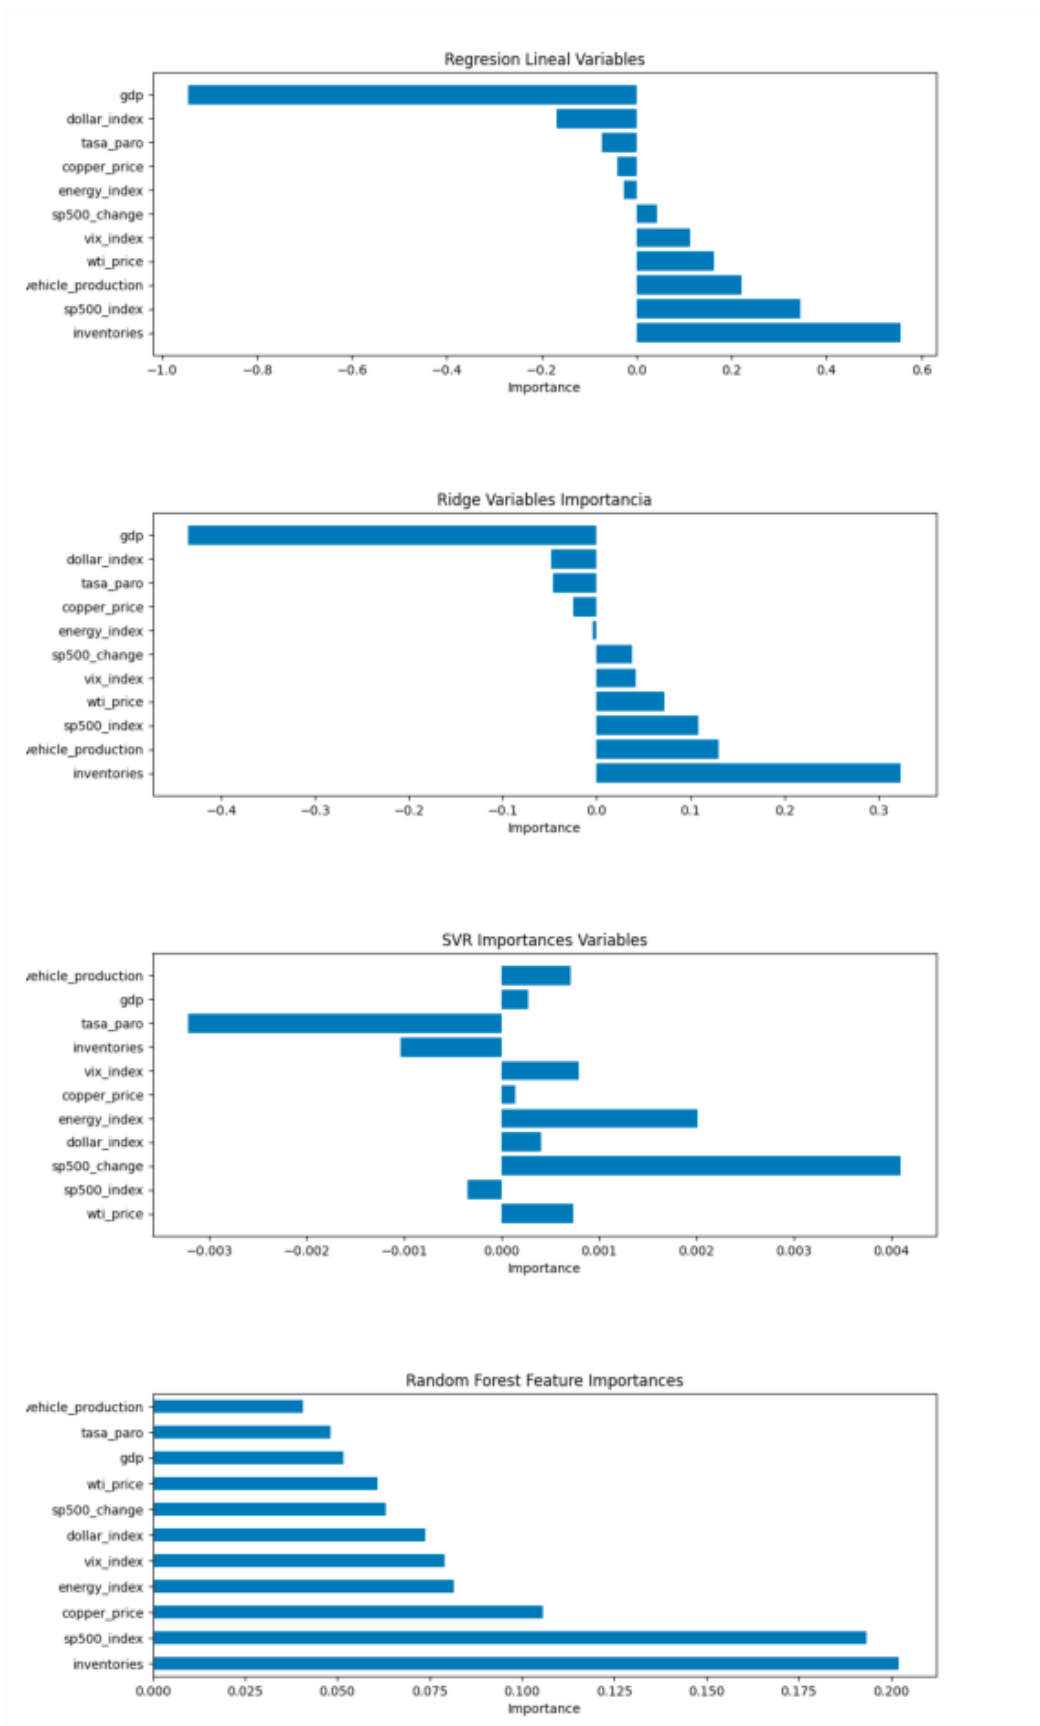 Regresion Lineal Variables
gdp
dollar_index
tasa_paro
copper_price
energy_index
sp500_change
vix_index
wti_price
vehicle_production
sp500_index
inventories
−1.0 −0.8 −0.6 −0.4 −0.2 0.0 0.2 0.4 0.6
Importance
Ridge Variables Importancia
gdp
dollar_index
tasa_paro
copper_price
energy_index
sp500_change
vix_index
wti_price
sp500_index
vehicle_production
inventories
−0.4 −0.3 −0.2 −0.1 0.0 0.1 0.2 0.3
Importance
SVR Importances Variables
vehicle_production
gdp
tasa_paro
inventories
vix_index
copper_price
energy_index
dollar_index
sp500_change
sp500_index
wti_price
−0.003 −0.002 −0.001 0.000 0.001 0.002 0.003 0.004
Importance
Random Forest Feature Importances
vehicle_production
tasa_paro
gdp
wti_price
sp500_change
dollar_index
vix_index
energy_index
copper_price
sp500_index
inventories
0.000 0.025 0.050 0.075 0.100 0.125 0.150 0.175 0.200
Importance